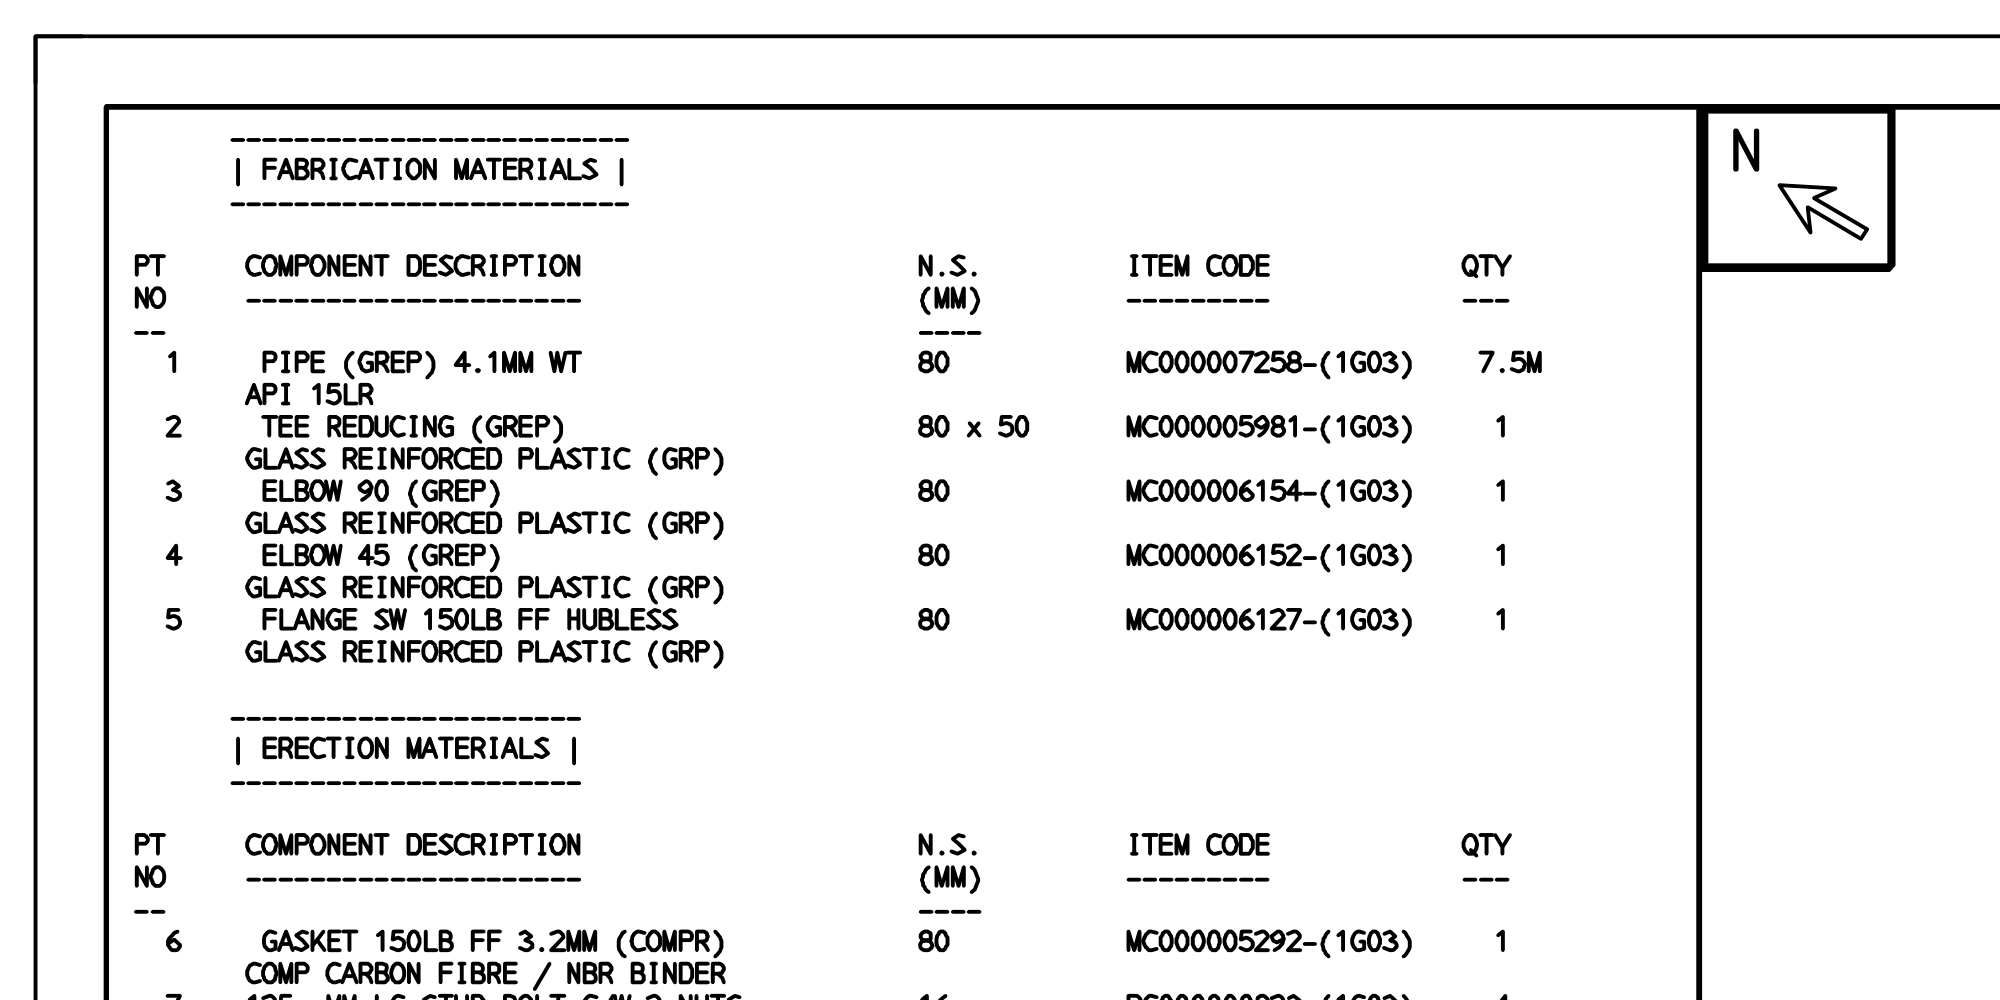 ------------------------- 
| FABRICATION MATERIALS |
-------------------------
PT COMPONENT DESCRIPTION N.S. ITEM CODE QTY
NO --------------------- (MM) --------- ---
-- ----
1 PIPE (GREP) 4.1MM WT 80 MC000007258-(1G03) 7.5M
API 15LR
2 TEE REDUCING (GREP) 80 x 50 MC000005981-(1G03) 1
GLASS REINFORCED PLASTIC (GRP)
3 ELBOW 90 (GREP) 80 MC000006154-(1G03) 1
GLASS REINFORCED PLASTIC (GRP)
4 ELBOW 45 (GREP) 80 MC000006152-(1G03) 1
GLASS REINFORCED PLASTIC (GRP)
5 FLANGE SW 150LB FF HUBLESS 80 MC000006127-(1G03) 1
GLASS REINFORCED PLASTIC (GRP)
----------------------
| ERECTION MATERIALS |
----------------------
PT COMPONENT DESCRIPTION N.S. ITEM CODE QTY
NO --------------------- (MM) --------- ---
-- ----
6 GASKET 150LB FF 3.2MM (COMPR) 80 MC000005292-(1G03) 1
COMP CARBON FIBRE / NBR BINDER
N